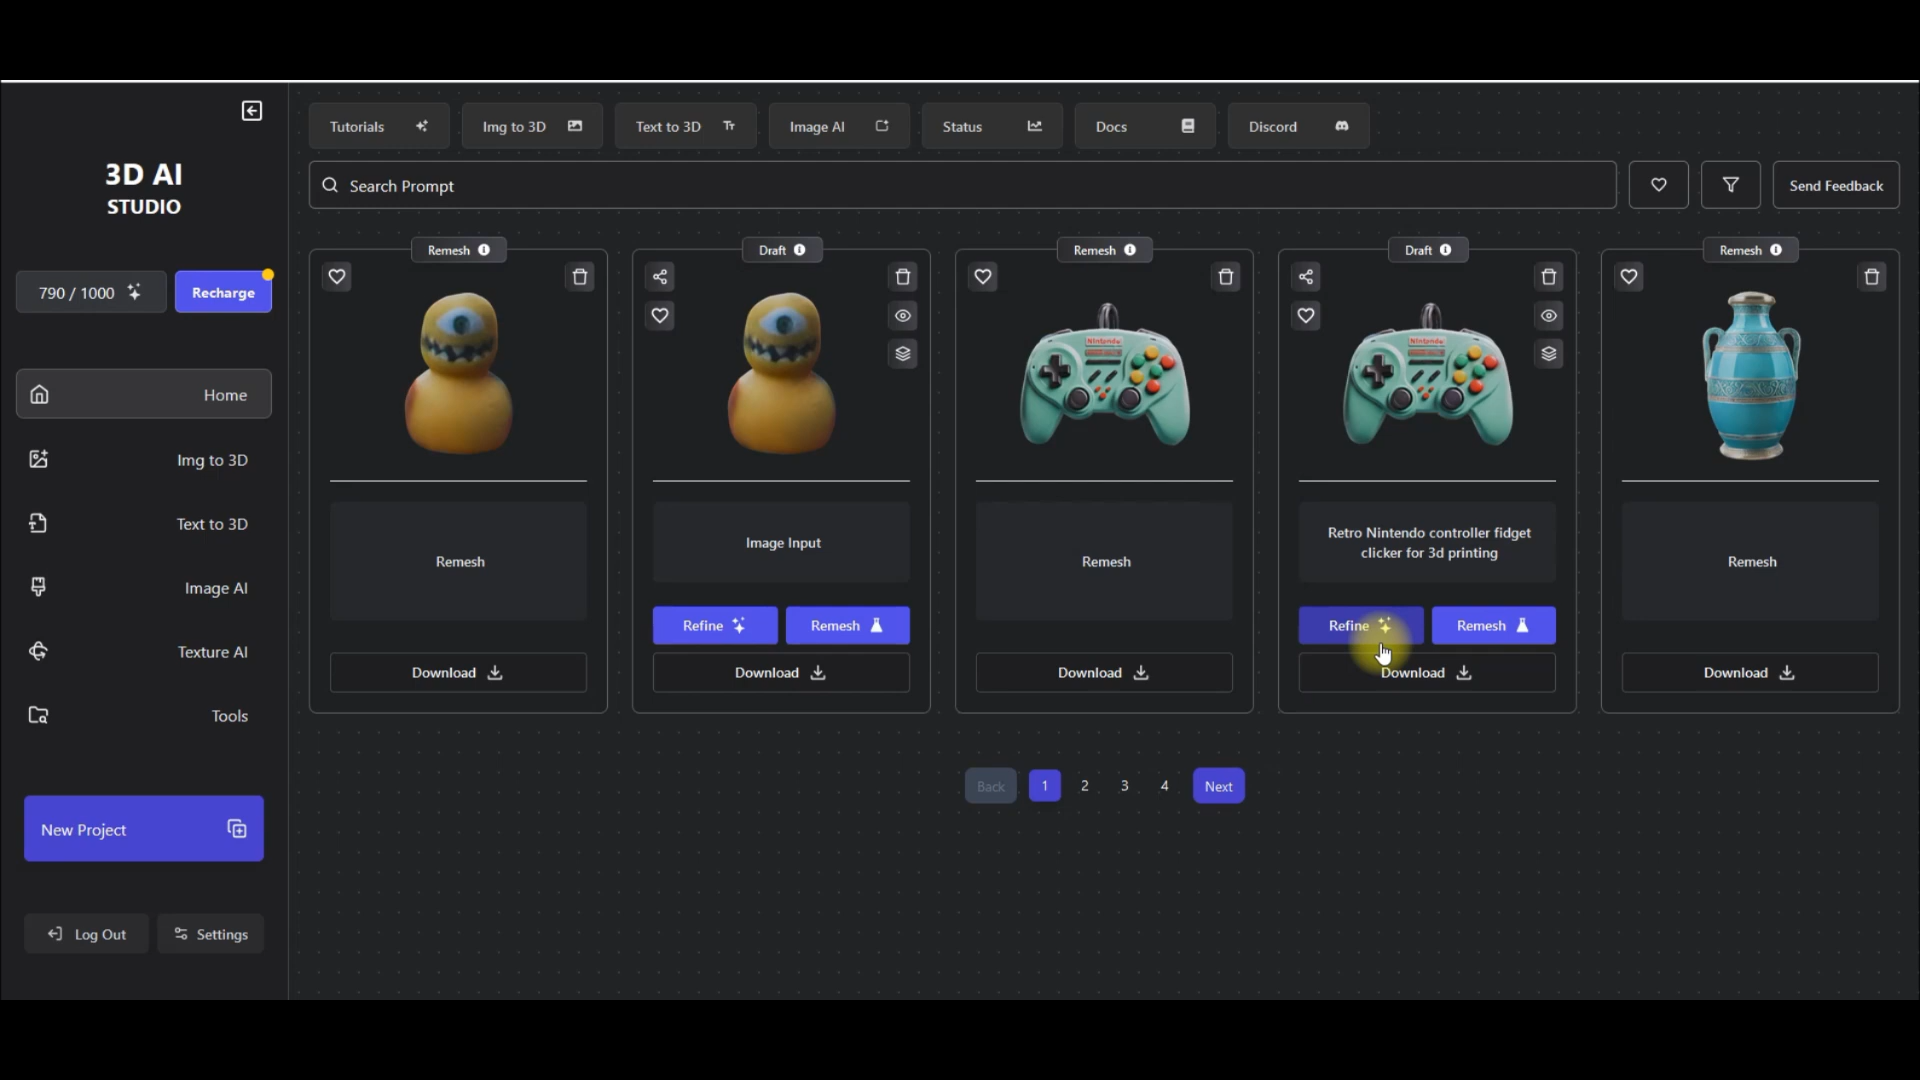 3D AI
STUDIO
790 / 1000
Recharge
Home
Img to 3D
Text to 3D
Image AI
Texture AI
Tools
New Project
Log Out
Settings
Tutorials
Img to 3D
Text to 3D
Image AI
Status
Docs
Discord
Search Prompt
Send Feedback
Remesh
Remesh
Download
Draft
Image Input
Refine
Remesh
Download
Remesh
Nintendo
Remesh
Download
Draft
Nintendo
Retro Nintendo controller fidget
clicker for 3d printing
Refine
Remesh
Download
Remesh
Remesh
Download
Back
1
2
3
4
Next